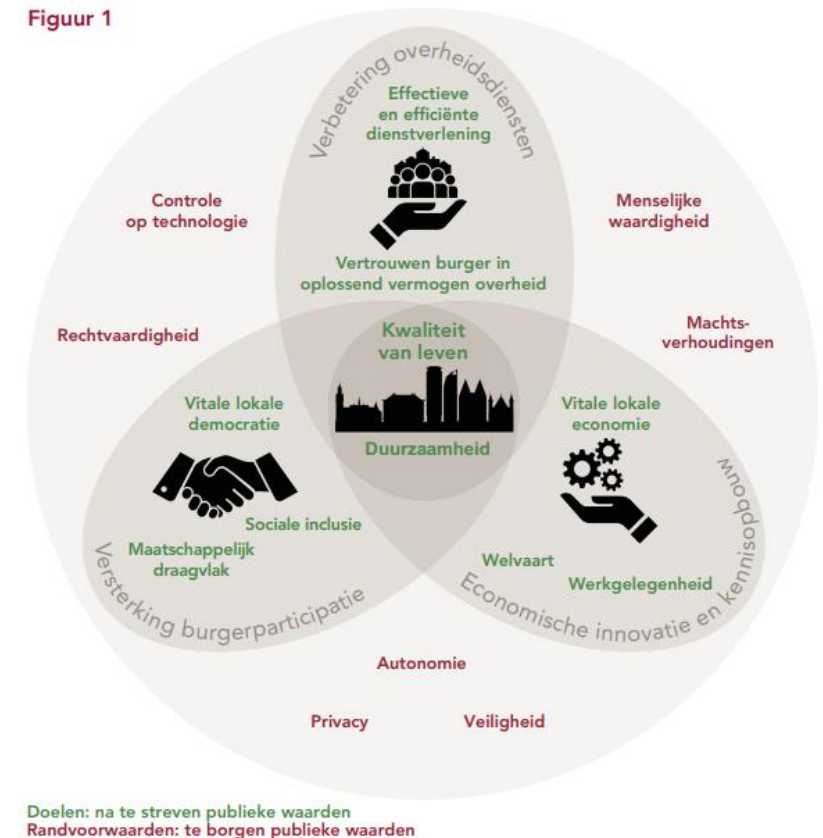 Figuur 1
Verbetering overheidsdiensten
Effectieve
en efficiënte
dienstverlening
Controle
op technologie
Menselijke
waardigheid
Vertrouwen burger in
oplossend vermogen overheid
Rechtvaardigheid
Machts-
verhoudingen
Kwaliteit
van leven
Duurzaamheid
Vitale lokale
democratie
Sociale inclusie
Maatschappelijk
draagvlak
Versterking burgerparticipatie
Vitale lokale
economie
Welvaart
Werkgelegenheid
Economische innovatie en kennisopbouw
Autonomie
Privacy
Veiligheid
Doelen: na te streven publieke waarden
Randvoorwaarden: te borgen publieke waarden